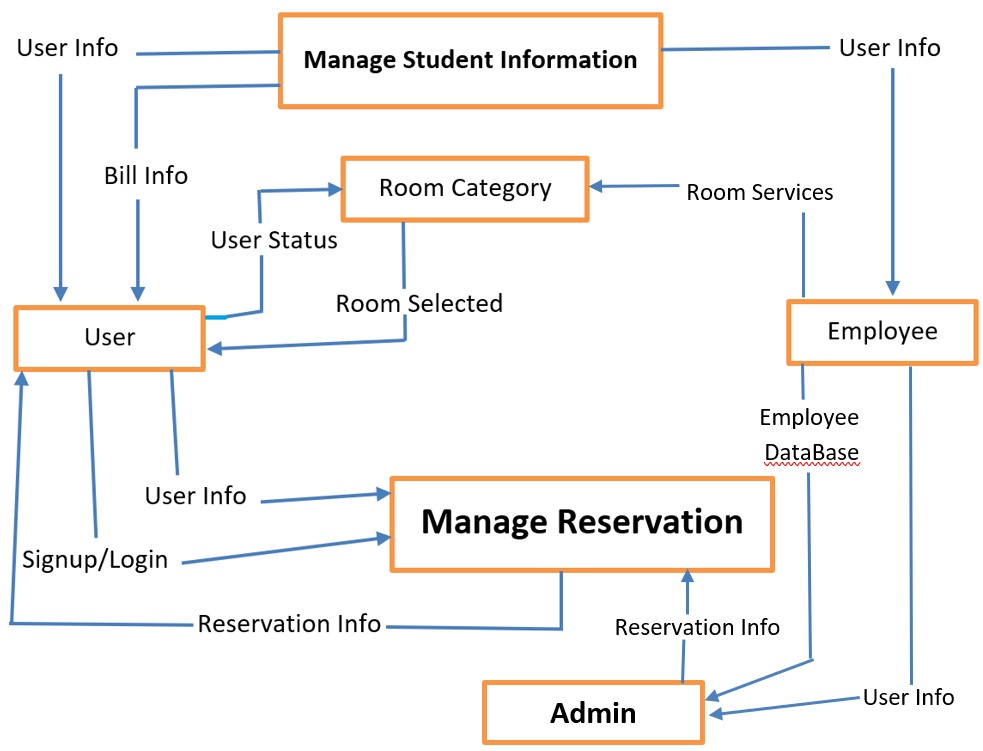 User Info
Manage Student Information
User Info
Bill Info
Room Category
Room Services
User Status
Room Selected
User
Employee
Employee
DataBase
User Info
Manage Reservation
Signup/Login
Reservation Info
Reservation Info
Admin
User Info